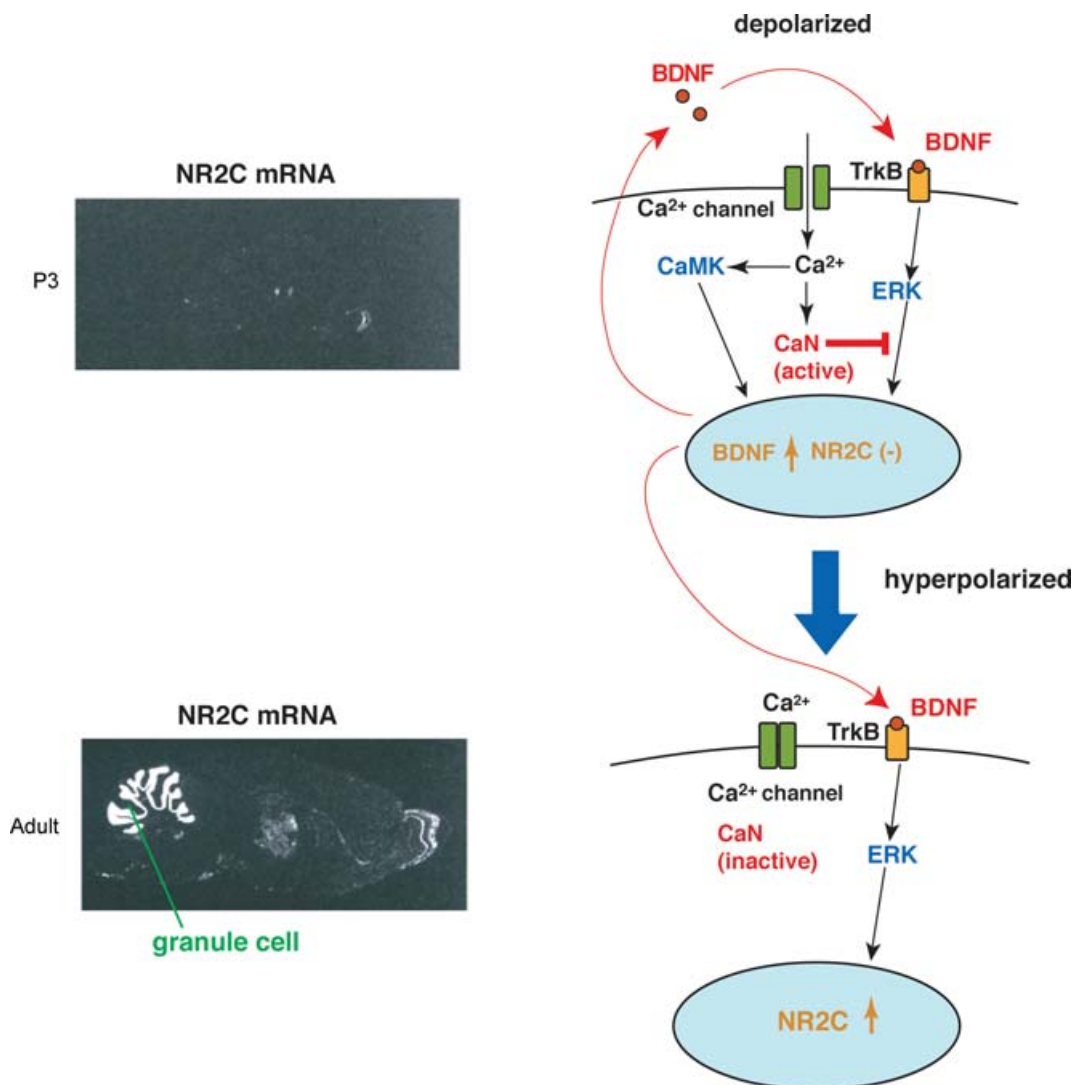 NR2C mRNA
P3
depolarized
BDNF
BDNF
TrkB
Ca²⁺ channel
CaMK
Ca²⁺
ERK
CaN
(active)
BDNF NR2C (-)
hyperpolarized
NR2C mRNA
Adult
granule cell
Ca²⁺
BDNF
TrkB
Ca²⁺ channel
CaN
(inactive)
ERK
NR2C